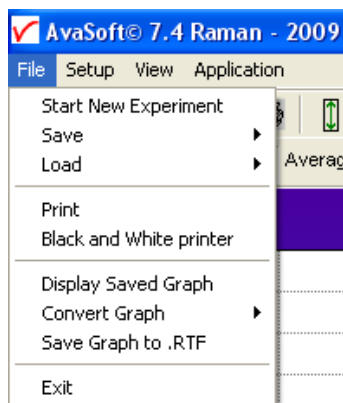 AvaSoft© 7.4 Raman - 2009
File Setup View Application
Start New Experiment
Save
Load
Averag
Print
Black and White printer
Display Saved Graph
Convert Graph
Save Graph to .RTF
Exit